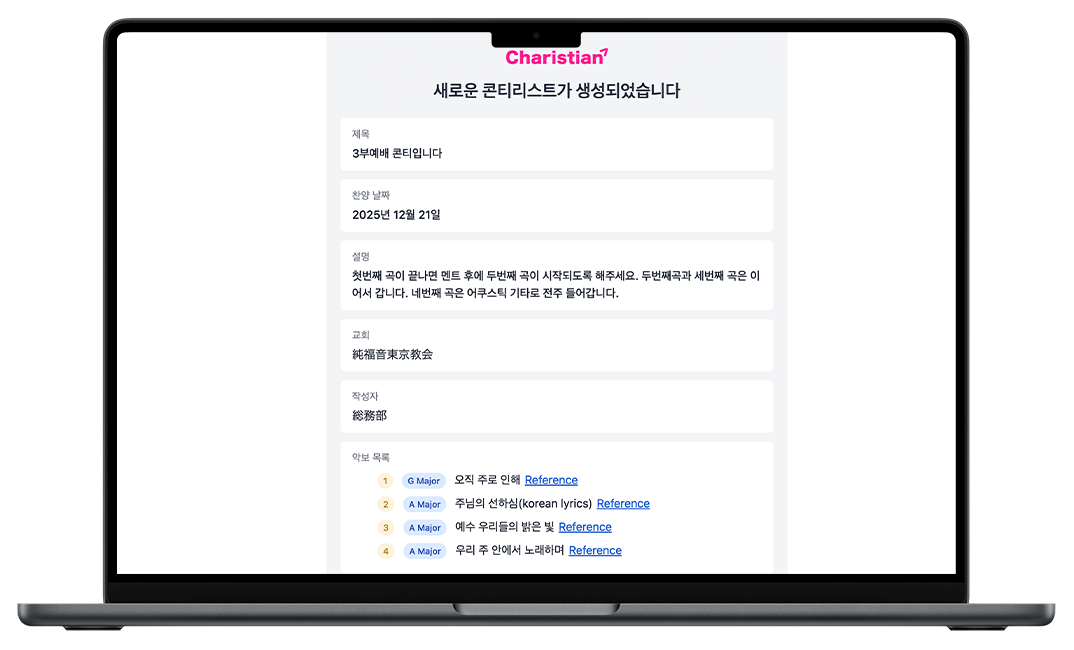 Charistian7
새로운 콘티리스트가 생성되었습니다
제목
3부예배 콘티입니다
찬양 날짜
2025년 12월 21일
설명
첫번째 곡이 끝나면 멘트 후에 두번째 곡이 시작되도록 해주세요. 두번째곡과 세번째 곡은 이
어서 갑니다. 네번째 곡은 어쿠스틱 기타로 전주 들어갑니다.
교회
純福音東京教会
작성자
総務部
악보 목록
1 G Major 오직 주로 인해 Reference
2 A Major 주님의 선하심(korean lyrics) Reference
3 A Major 예수 우리들의 밝은 빛 Reference
4 A Major 우리 주 안에서 노래하며 Reference